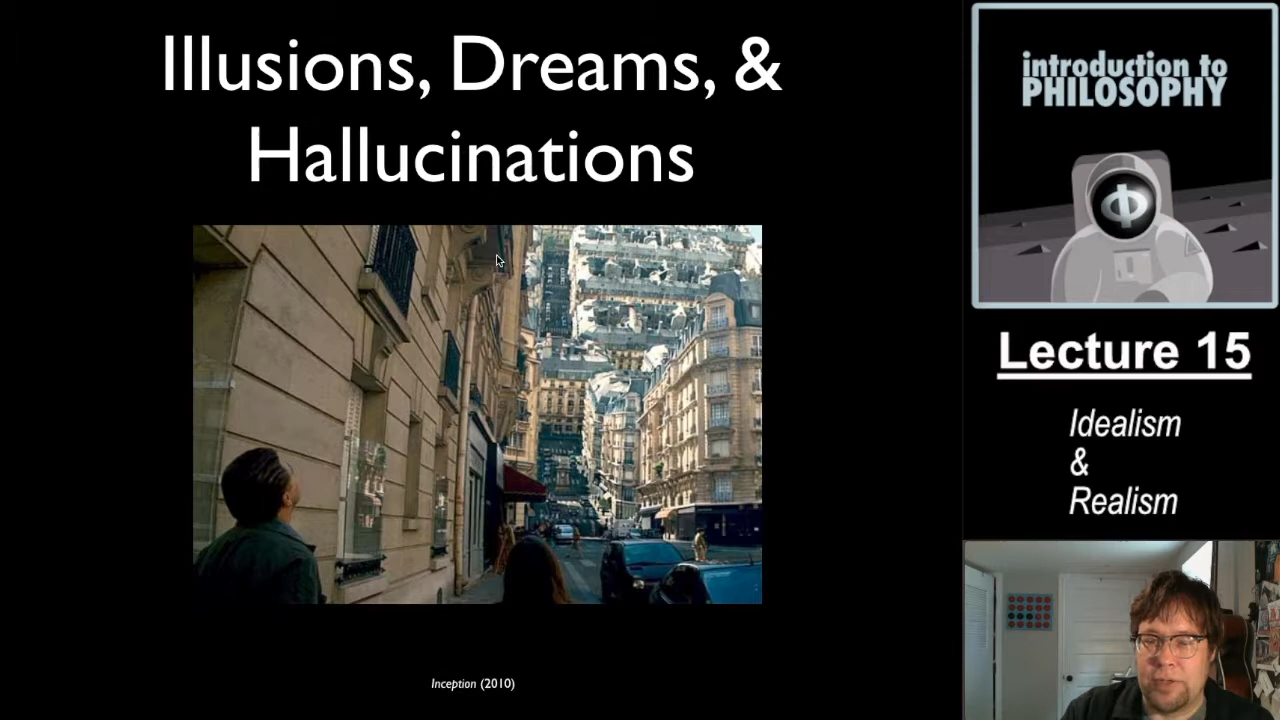 Illusions, Dreams, &
Hallucinations
Inception (2010)
introduction to
PHILOSOPHY
Lecture 15
Idealism
&
Realism